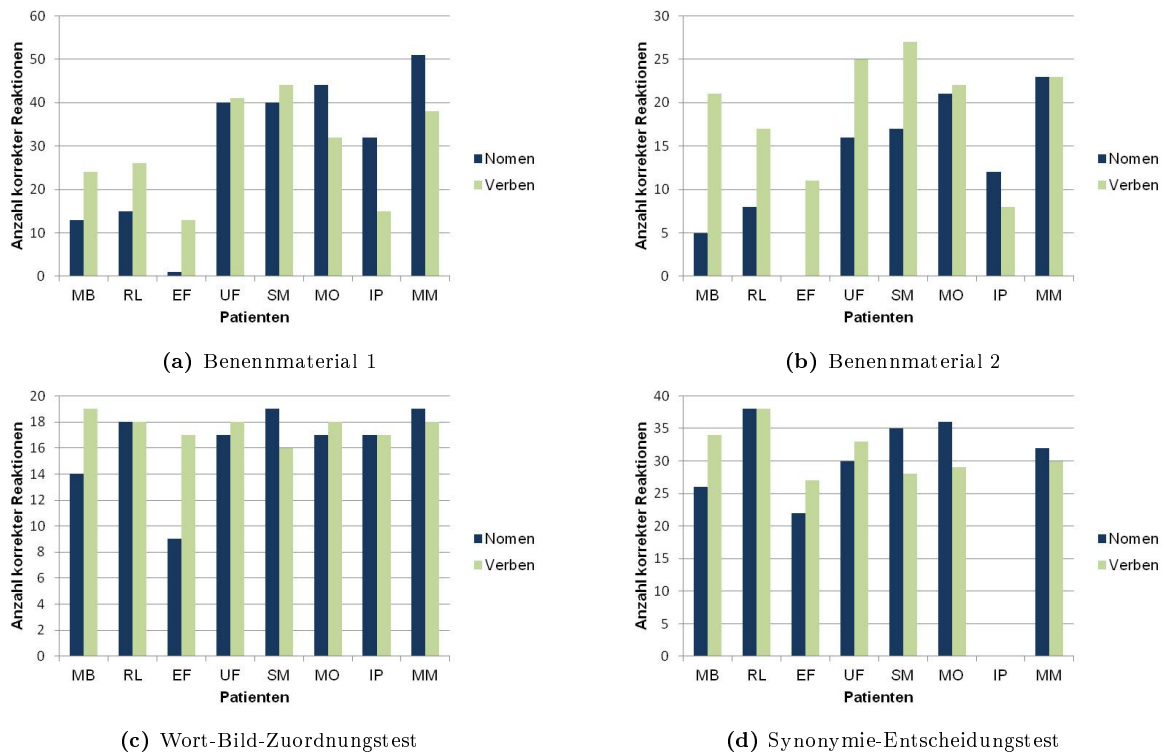 60
50
40
30
20
10
0
Anzahl korrekter Reaktionen
MB RL EF UF SM MO IP MM
Patienten
Nomen
Verben
(a) Benennmaterial 1
30
25
20
15
10
5
0
Anzahl korrekter Reaktionen
MB RL EF UF SM MO IP MM
Patienten
Nomen
Verben
(b) Benennmaterial 2
20
18
16
14
12
10
8
6
4
2
0
Anzahl korrekter Reaktionen
MB RL EF UF SM MO IP MM
Patienten
Nomen
Verben
(c) Wort-Bild-Zuordnungstest
40
35
30
25
20
15
10
5
0
Anzahl korrekter Reaktionen
MB RL EF UF SM MO IP MM
Patienten
Nomen
Verben
(d) Synonymie-Entscheidungstest